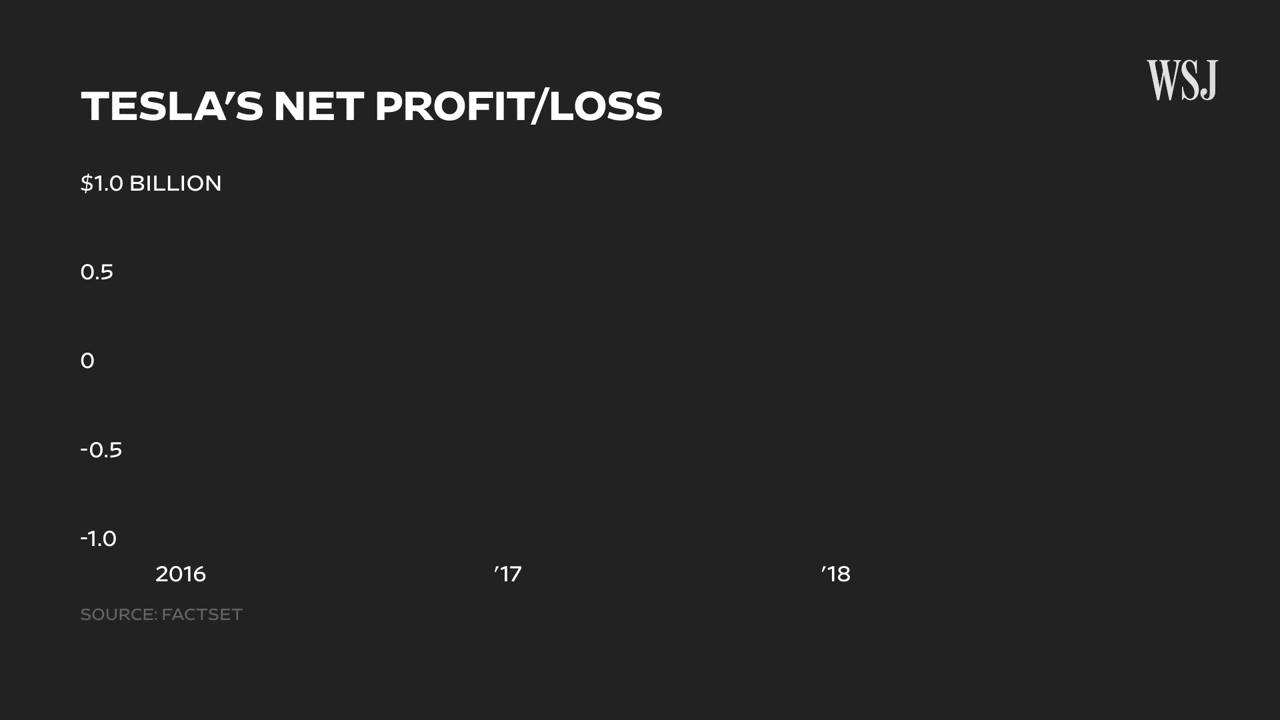 WSJ
TESLA'S NET PROFIT/LOSS
$1.0 BILLION
0.5
0
-0.5
-1.0
2016 '17 '18
SOURCE: FACTSET